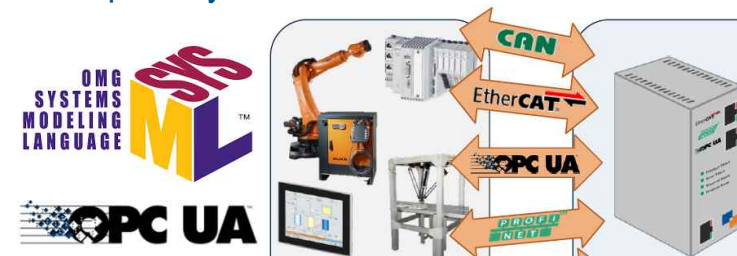 OMG
SYSTEMS
MODELING
LANGUAGE
SYS
ML
TM
OPC UA
CAN
EtherCAT
OPC UA
PROFI
NET
OPC UA